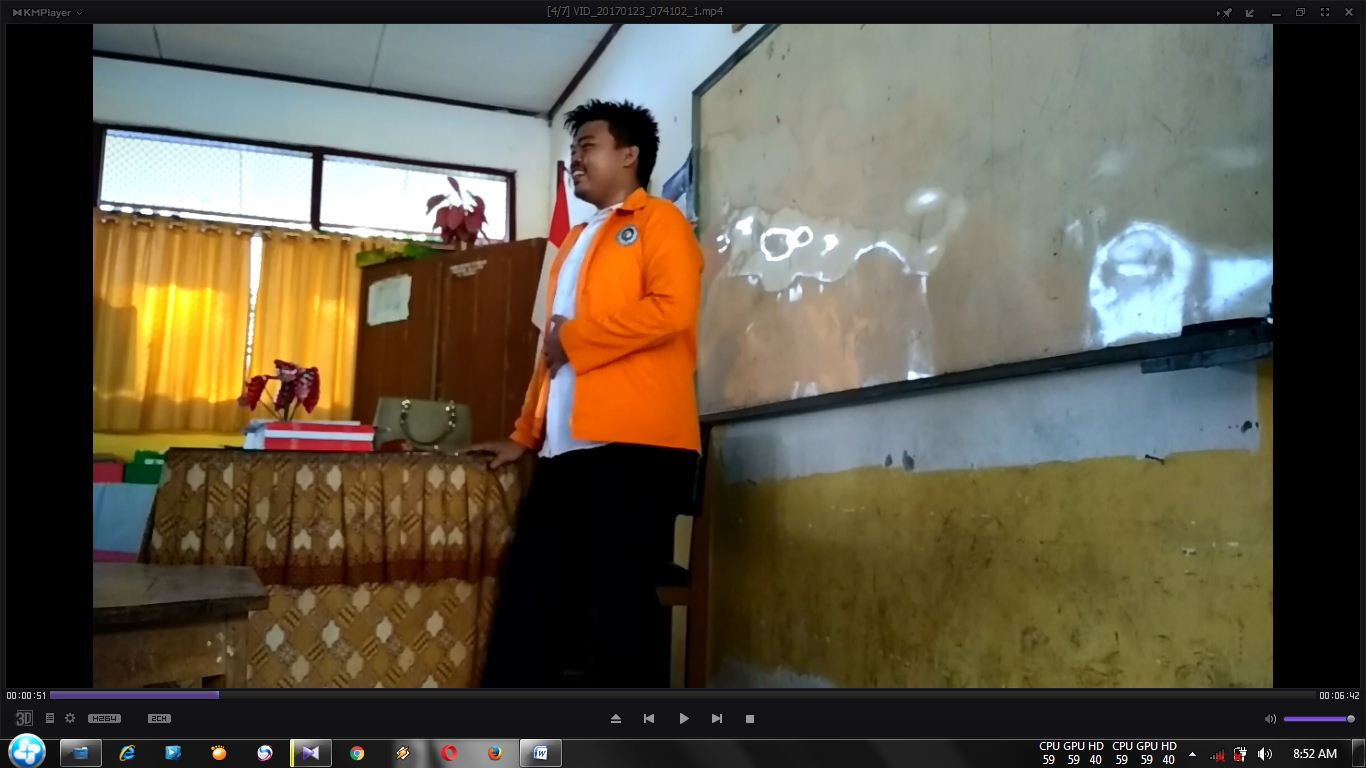 KMPlayer
[4/7] VID_20170123_074102_1.mp4
00:00:51
00:06:42
3D
H264
2CH
CPU GPU HD CPU GPU HD
59 59 40 59 59 40
8:52 AM